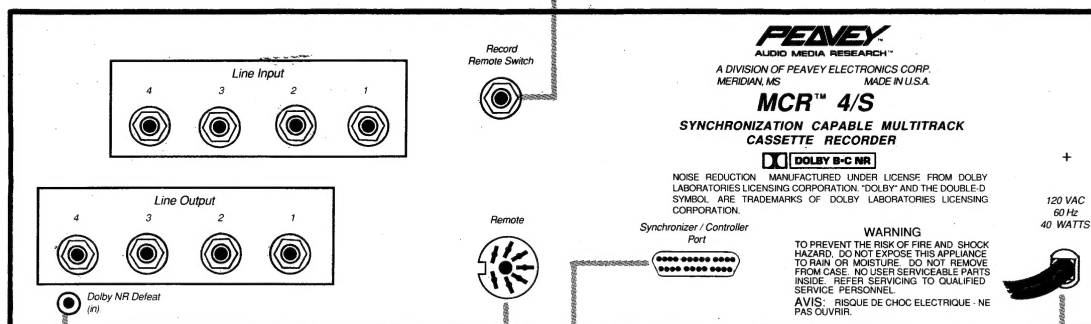 Line Input
4 3 2 1
Line Output
4 3 2 1
Dolby NR Defeat
(in)
Record
Remote Switch
Remote
Synchronizer / Controller
Port
PEAVEY™
AUDIO MEDIA RESEARCH™
A DIVISION OF PEAVEY ELECTRONICS CORP.
MERIDIAN, MS MADE IN U.S.A.
MCR™ 4/S
SYNCHRONIZATION CAPABLE MULTITRACK
CASSETTE RECORDER
DOLBY B-C NR
NOISE REDUCTION MANUFACTURED UNDER LICENSE FROM DOLBY
LABORATORIES LICENSING CORPORATION. "DOLBY" AND THE DOUBLE-D
SYMBOL ARE TRADEMARKS OF DOLBY LABORATORIES LICENSING
CORPORATION.
WARNING
TO PREVENT THE RISK OF FIRE AND SHOCK
HAZARD, DO NOT EXPOSE THIS APPLIANCE
TO RAIN OR MOISTURE. DO NOT REMOVE
FROM CASE. NO USER SERVICEABLE PARTS
INSIDE. REFER SERVICING TO QUALIFIED
SERVICE PERSONNEL.
AVIS: RISQUE DE CHOC ELECTRIQUE - NE
PAS OUVRIR.
+
120 VAC
60 Hz
40 WATTS